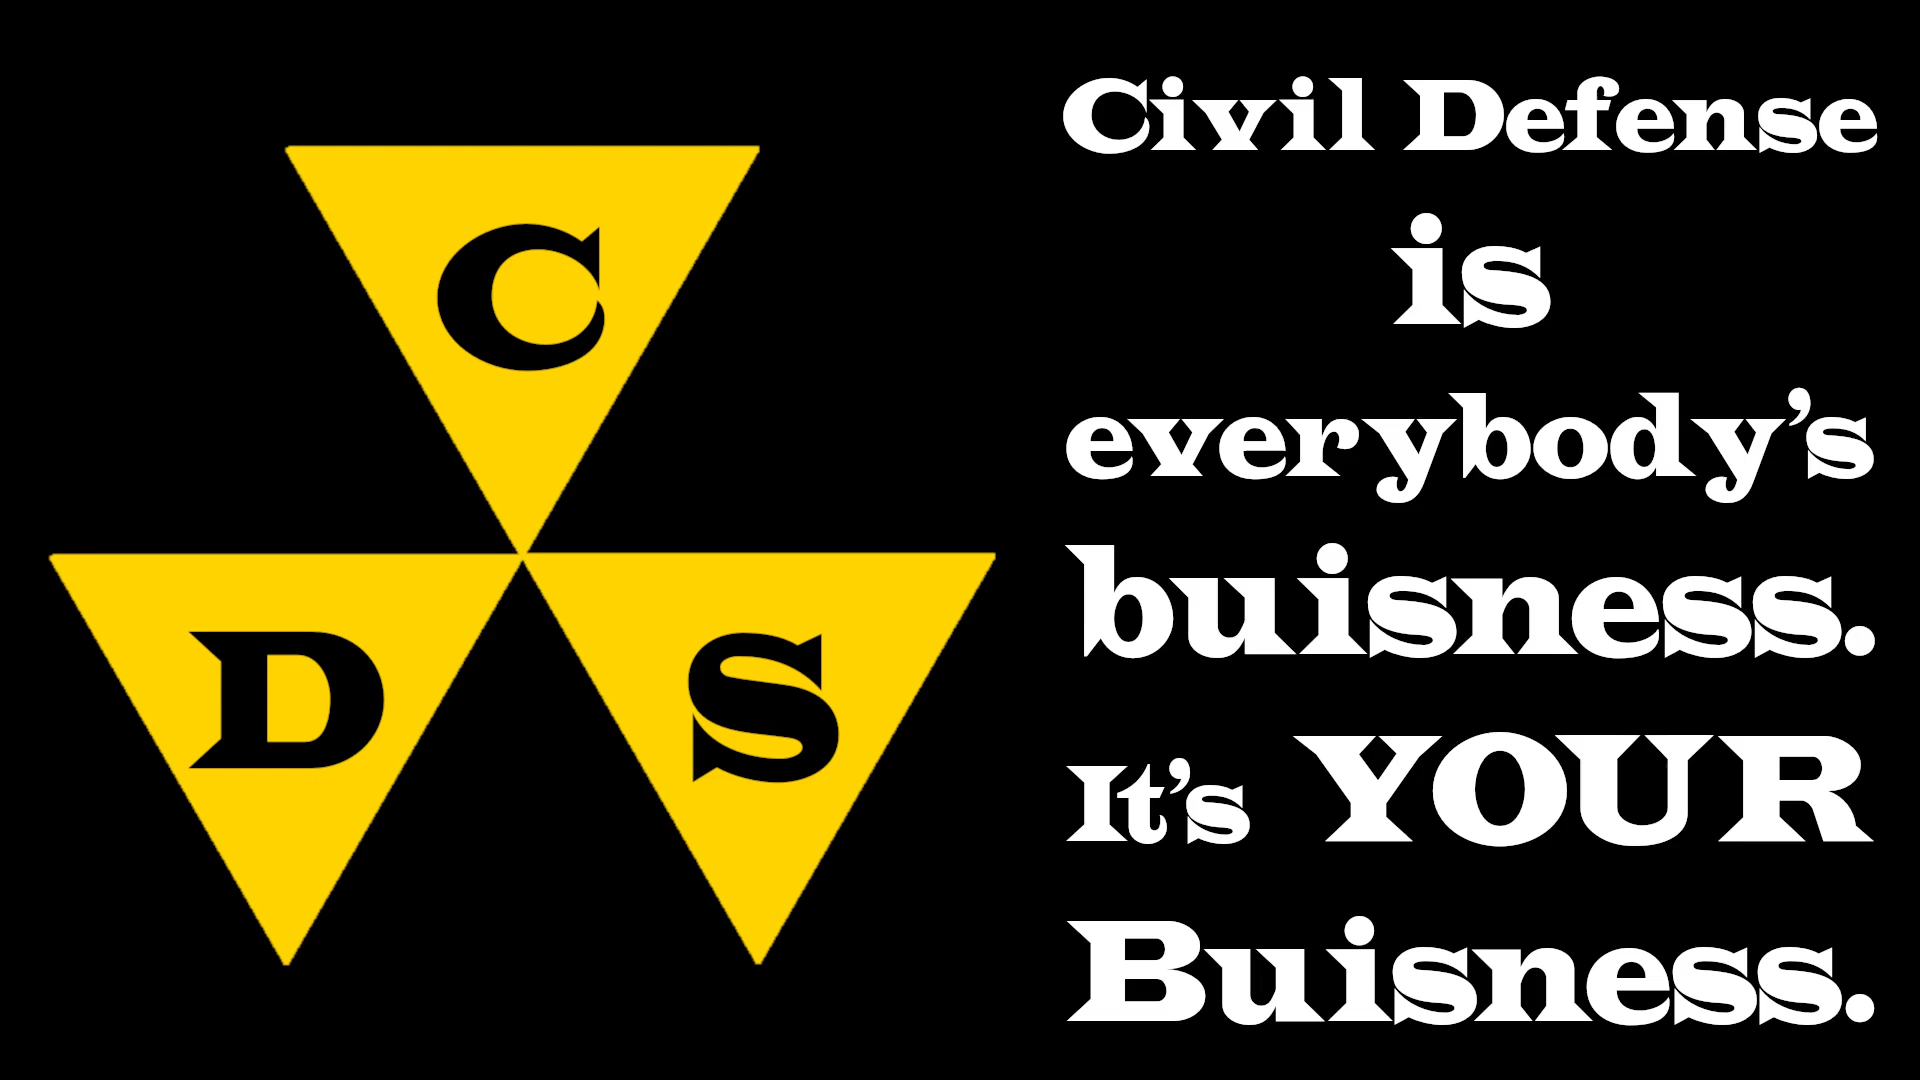 C
D S
Civil Defense
is
everybody's
buisness.
It's YOUR
Buisness.